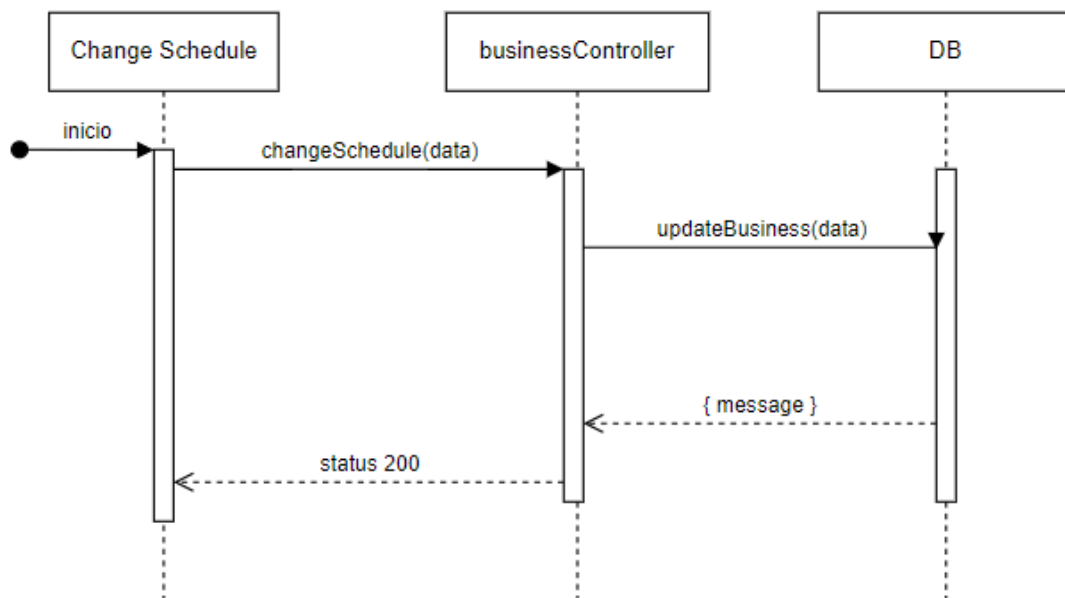 Change Schedule
businessController
DB
inicio
changeSchedule(data)
updateBusiness(data)
{ message }
status 200